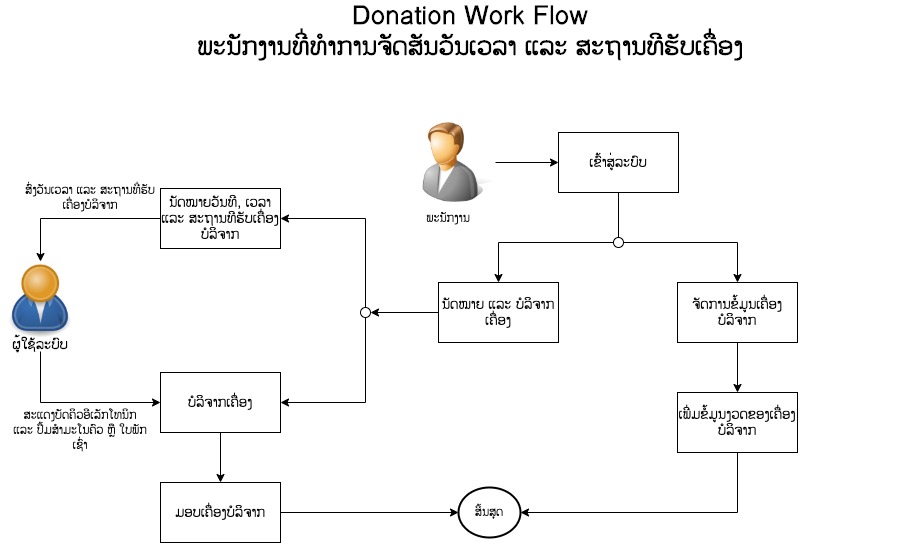 Donation Work Flow
ພະນັກງານທີ່ທຳການຈັດສັນວັນເວລາ ແລະ ສະຖານທີຮັບເຄື່ອງ
ພະນັກງານ
ເຂົ້າສູ່ລະບົບ
ສົ່ງວັນເວລາ ແລະ ສະຖານທີ່ຮັບ
ເຄື່ອງບໍລິຈາກ
ນັດໝາຍວັນທີ, ເວລາ
ແລະ ສະຖານທີຮັບເຄື່ອງ
ບໍລິຈາກ
ຜູ້ໃຊ້ລະບົບ
ນັດໝາຍ ແລະ ບໍລິຈາກ
ເຄື່ອງ
ຈັດການຂໍ້ມູນເຄື່ອງ
ບໍລິຈາກ
ສະແດງບັດຄິວອີເລັກໂທນິກ
ແລະ ປຶ້ມສຳມະໂນຄົວ ຫຼື ໃບພັກ
ເຊົ່າ
ບໍລິຈາກເຄື່ອງ
ເພີ່ມຂໍ້ມູນງວດຂອງເຄື່ອງ
ບໍລິຈາກ
ມອບເຄື່ອງບໍລິຈາກ
ສິ້ນສຸດ